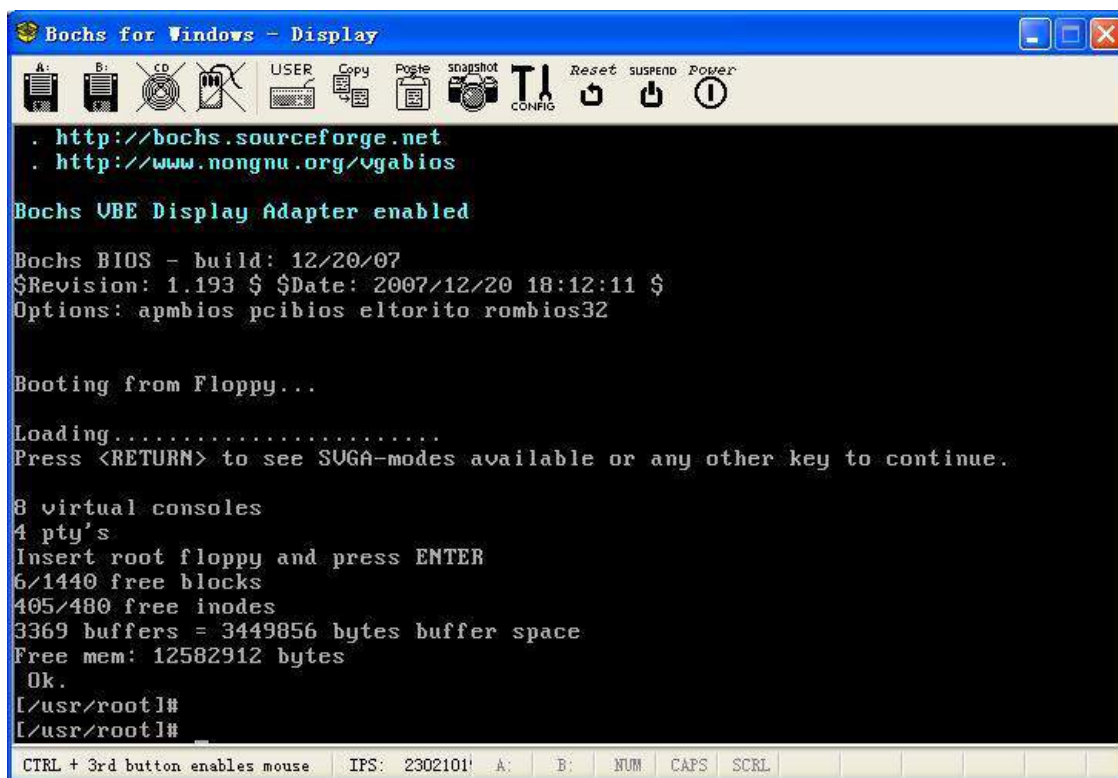 Bochs for Windows - Display
A: B: CD USER Copy Paste snapshot CONFIG Reset SUSPEND Power
. http://bochs.sourceforge.net
. http://www.nongnu.org/vgabios
Bochs VBE Display Adapter enabled
Bochs BIOS - build: 12/20/07
$Revision: 1.193 $ $Date: 2007/12/20 18:12:11 $
Options: apmbios pcibios eltorito rombios32
Booting from Floppy...
Loading........................
Press <RETURN> to see SVGA-modes available or any other key to continue.
8 virtual consoles
4 pty's
Insert root floppy and press ENTER
6/1440 free blocks
405/480 free inodes
3369 buffers = 3449856 bytes buffer space
Free mem: 12582912 bytes
Ok.
[/usr/root]#
[/usr/root]# _
CTRL + 3rd button enables mouse IPS: 2302101 A: B: NUM CAPS SCRL